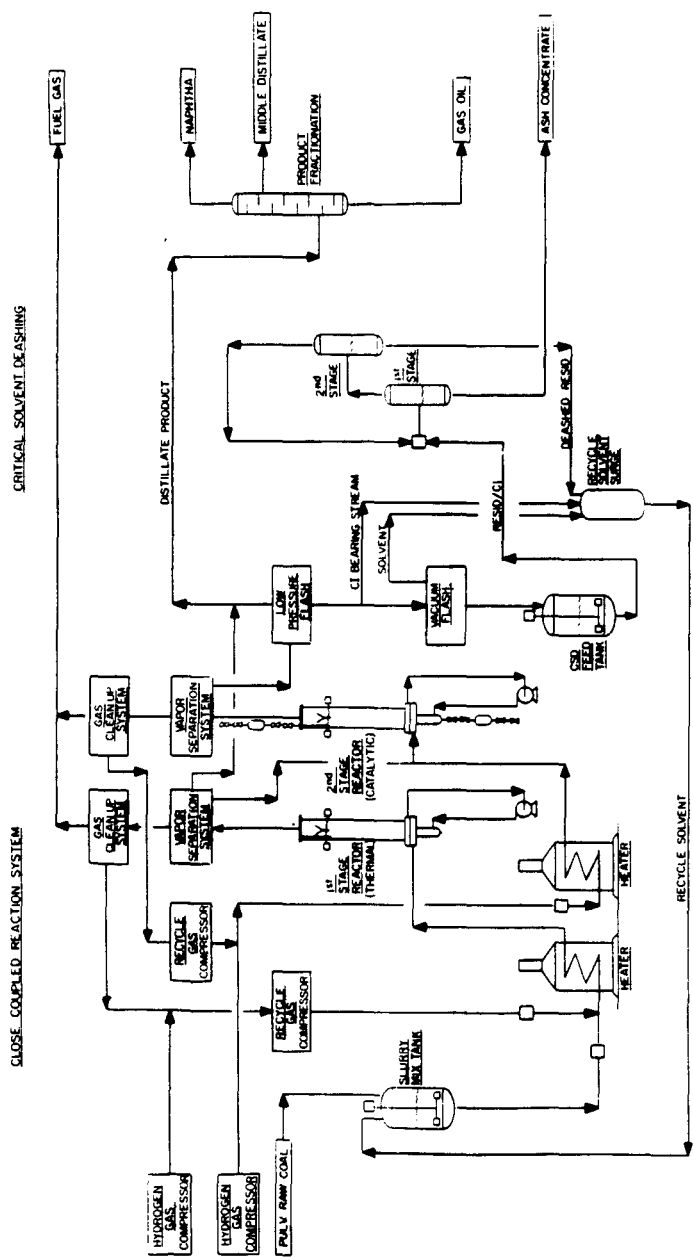 CLOSE COUPLED REACTION SYSTEM
CRITICAL SOLVENT DEASHING
HYDROGEN
GAS
COMPRESSOR
HYDROGEN
GAS
COMPRESSOR
PULV. RAW COAL
SLURRY
MIX TANK
RECYCLE
GAS
COMPRESSOR
RECYCLE
GAS
COMPRESSOR
HEATER
HEATER
GAS
CLEAN UP
SYSTEM
GAS
CLEAN UP
SYSTEM
VAPOR
SEPARATION
SYSTEM
VAPOR
SEPARATION
SYSTEM
1st
STAGE
REACTOR
(THERMAL)
2nd
STAGE
REACTOR
(CATALYTIC)
LOW
PRESSURE
FLASH
VACUUM
FLASH
CSD
FEED
TANK
DISTILLATE PRODUCT
CI BEARING STREAM
SOLVENT
RESID/CI
2nd
STAGE
1st
STAGE
DEASHED RESID
RECYCLE
SOLVENT
SURGE
RECYCLE SOLVENT
PRODUCT
FRACTIONATION
FUEL GAS
NAPHTHA
MIDDLE DISTILLATE
GAS OIL
ASH CONCENTRATE